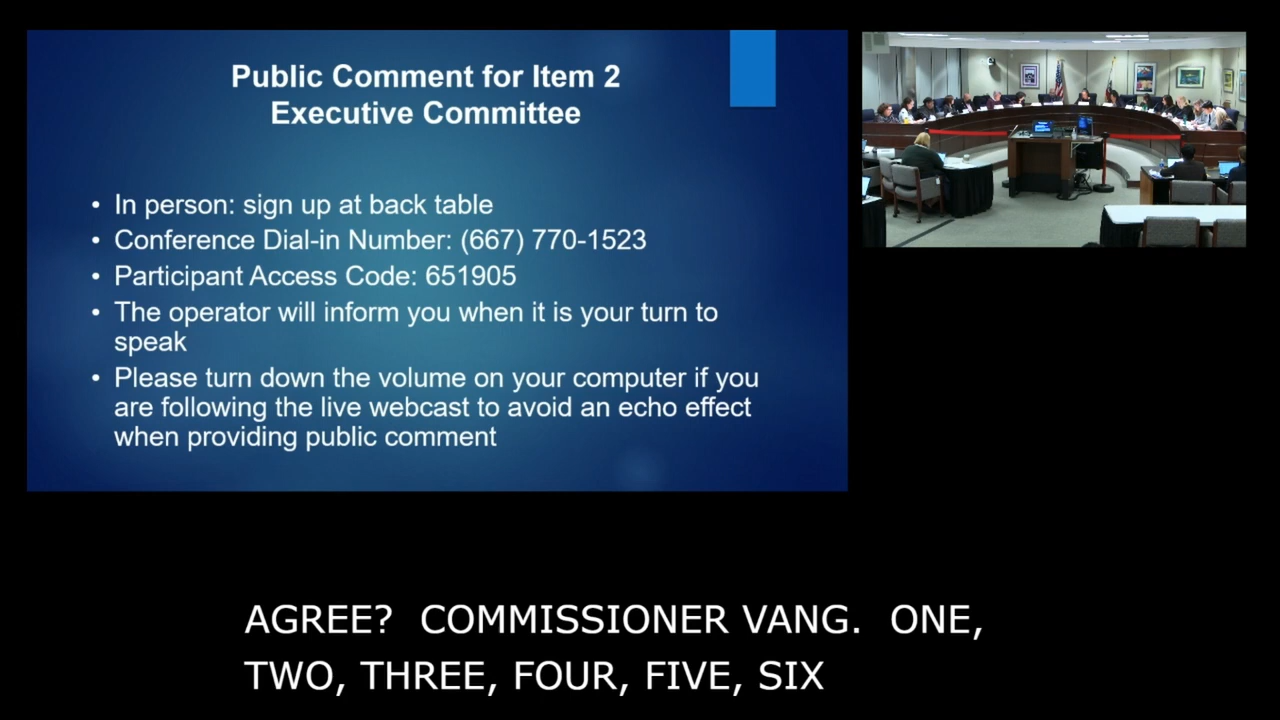 Public Comment for Item 2
Executive Committee
• In person: sign up at back table
• Conference Dial-in Number: (667) 770-1523
• Participant Access Code: 651905
• The operator will inform you when it is your turn to
speak
• Please turn down the volume on your computer if you
are following the live webcast to avoid an echo effect
when providing public comment
AGREE?  COMMISSIONER VANG.  ONE,
TWO, THREE, FOUR, FIVE, SIX